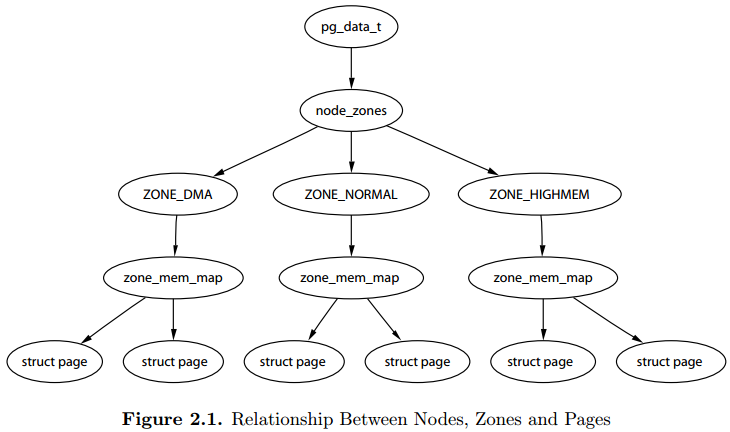 pg_data_t
node_zones
ZONE_DMA ZONE_NORMAL ZONE_HIGHMEM
zone_mem_map zone_mem_map zone_mem_map
struct page struct page struct page struct page struct page struct page
Figure 2.1. Relationship Between Nodes, Zones and Pages